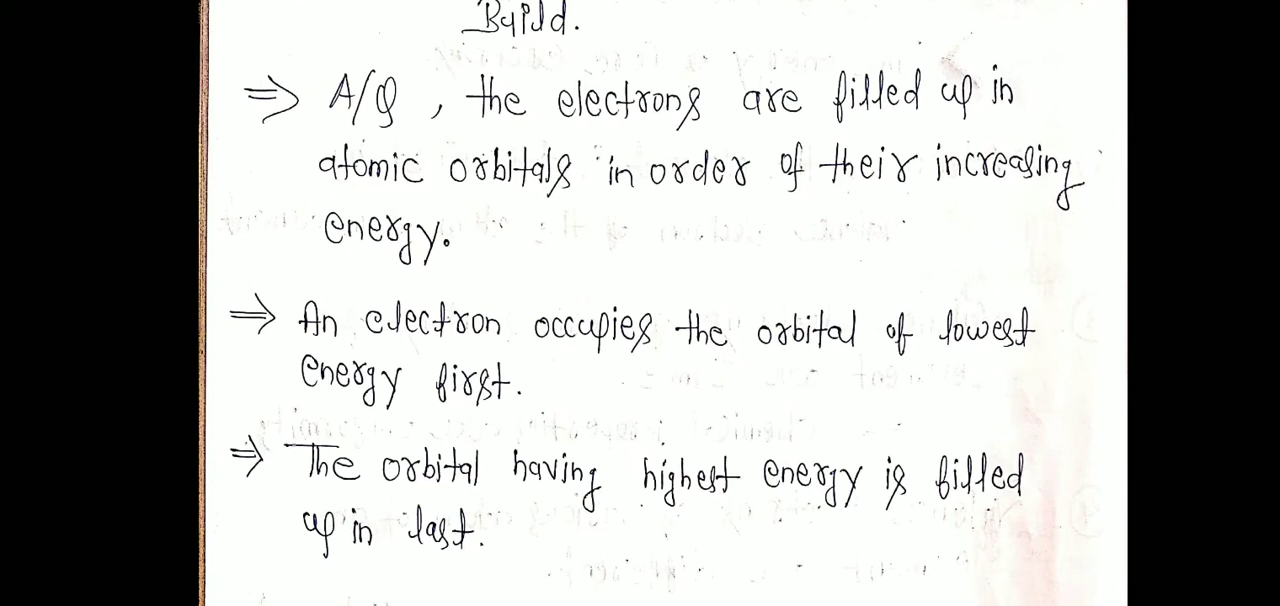 Build.
⇒ A/Q, the electrons are filled up in
atomic orbitals in order of their increasing
energy.
⇒ An electron occupies the orbital of lowest
energy first.
⇒ The orbital having highest energy is filled
up in last.